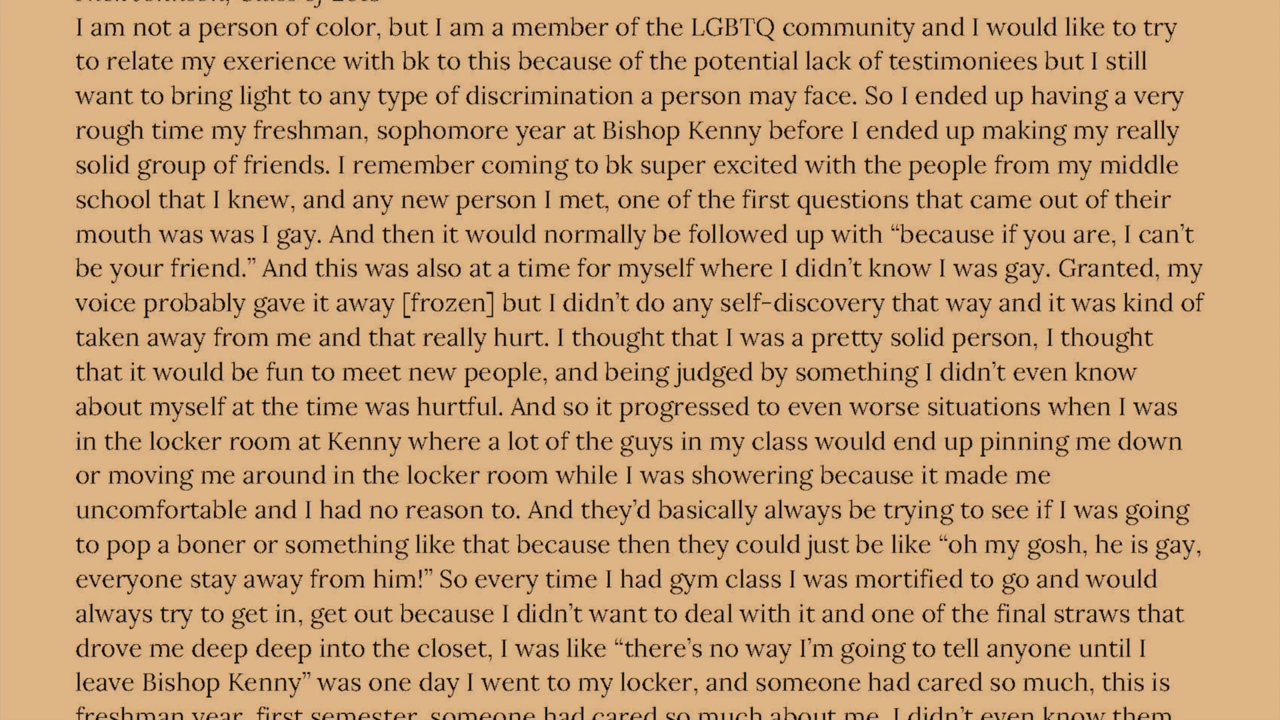 I am not a person of color, but I am a member of the LGBTQ community and I would like to try
to relate my exerience with bk to this because of the potential lack of testimoniees but I still
want to bring light to any type of discrimination a person may face. So I ended up having a very
rough time my freshman, sophomore year at Bishop Kenny before I ended up making my really
solid group of friends. I remember coming to bk super excited with the people from my middle
school that I knew, and any new person I met, one of the first questions that came out of their
mouth was was I gay. And then it would normally be followed up with “because if you are, I can’t
be your friend.” And this was also at a time for myself where I didn’t know I was gay. Granted, my
voice probably gave it away [frozen] but I didn’t do any self-discovery that way and it was kind of
taken away from me and that really hurt. I thought that I was a pretty solid person, I thought
that it would be fun to meet new people, and being judged by something I didn’t even know
about myself at the time was hurtful. And so it progressed to even worse situations when I was
in the locker room at Kenny where a lot of the guys in my class would end up pinning me down
or moving me around in the locker room while I was showering because it made me
uncomfortable and I had no reason to. And they’d basically always be trying to see if I was going
to pop a boner or something like that because then they could just be like “oh my gosh, he is gay,
everyone stay away from him!” So every time I had gym class I was mortified to go and would
always try to get in, get out because I didn’t want to deal with it and one of the final straws that
drove me deep deep into the closet, I was like “there’s no way I’m going to tell anyone until I
leave Bishop Kenny” was one day I went to my locker, and someone had cared so much, this is
freshman year, first semester, someone had cared so much about me, I didn’t even know them